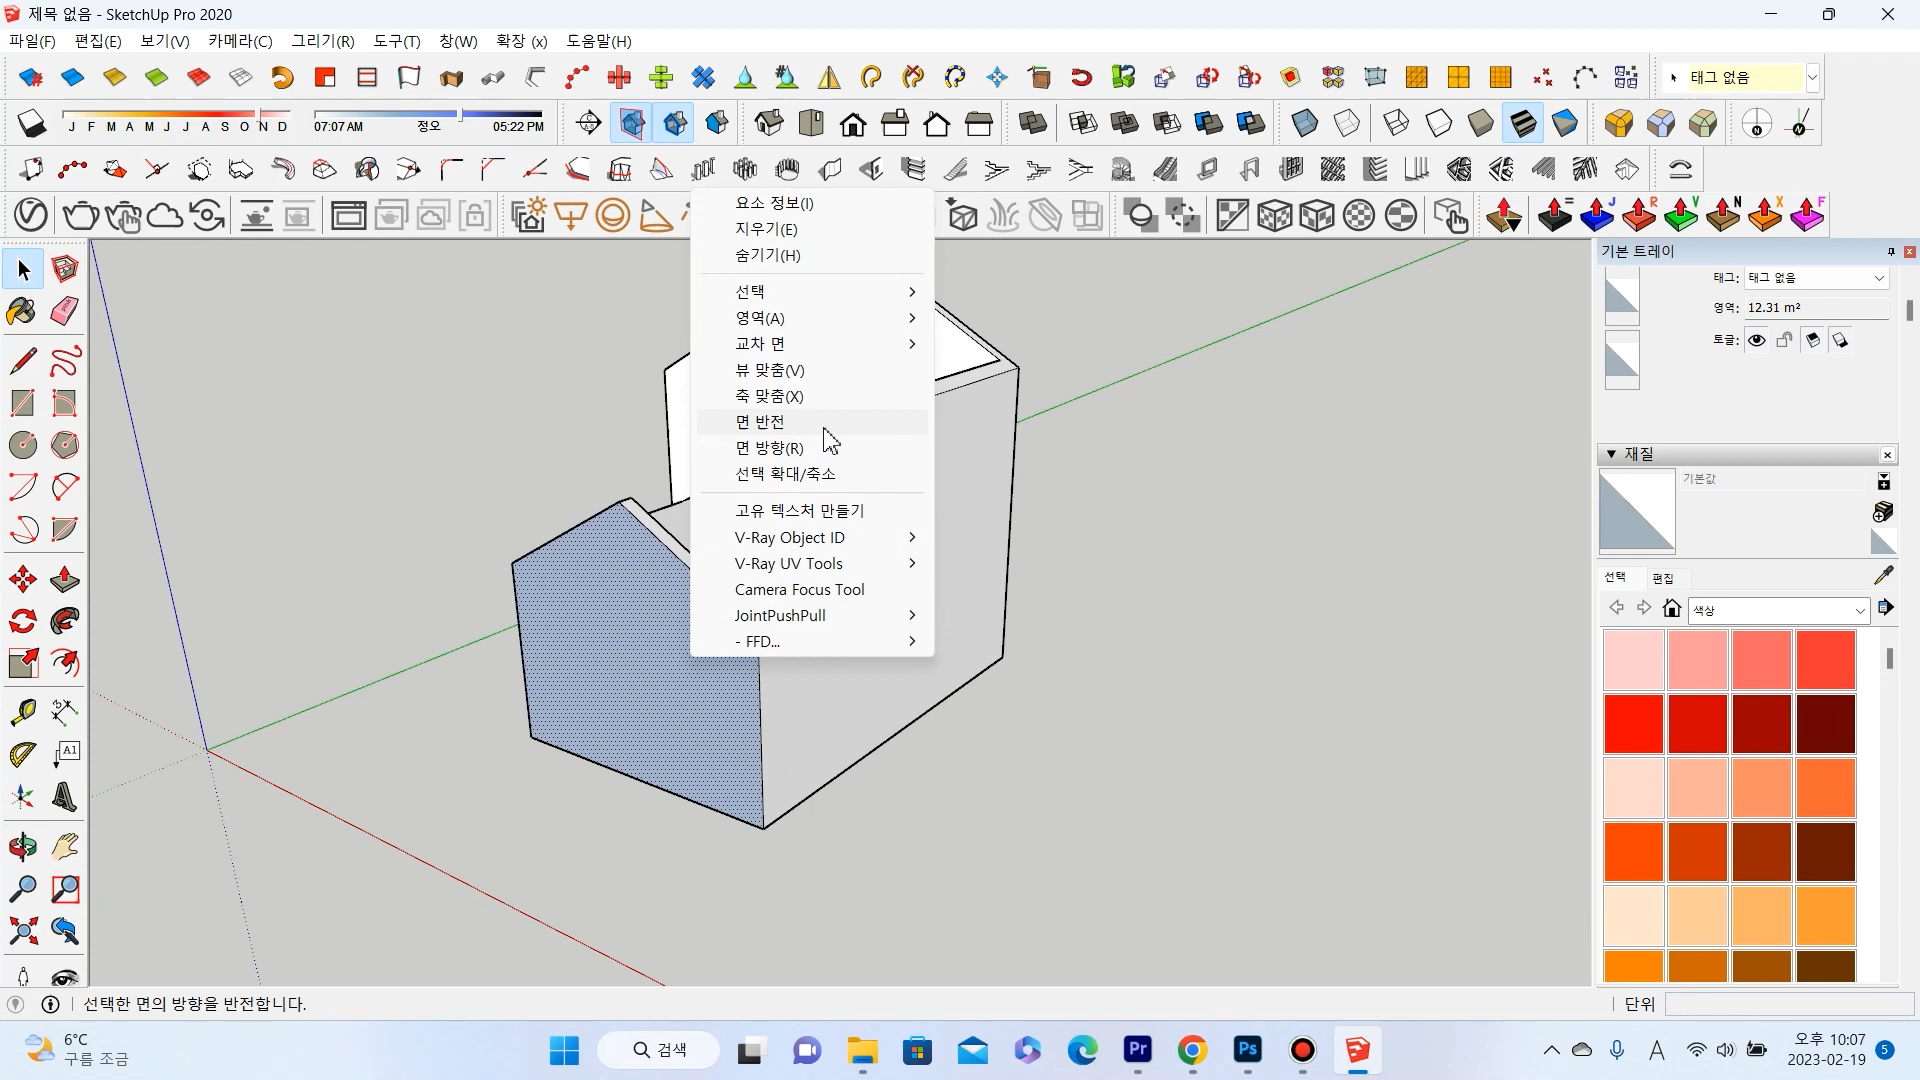 제목 없음 - SketchUp Pro 2020
파일(F) 편집(E) 보기(V) 카메라(C) 그리기(R) 도구(T) 창(W) 확장 (x) 도움말(H)
태그 없음
J F M A M J J A S O N D 07:07 AM 정오 05:22 PM
요소 정보(I)
지우기(E)
숨기기(H)
선택
영역(A)
교차 면
뷰 맞춤(V)
축 맞춤(X)
면 반전
면 방향(R)
선택 확대/축소
고유 텍스처 만들기
V-Ray Object ID
V-Ray UV Tools
Camera Focus Tool
JointPushPull
- FFD...
기본 트레이
태그: 태그 없음
영역: 12.31 m²
토글:
재질
기본값
선택 편집
색상
선택한 면의 방향을 반전합니다.
단위
6°C
구름 조금
검색
오후 10:07
2023-02-19
5